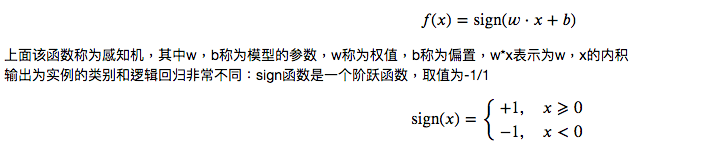 f(x) = sign(w · x + b)
上面该函数称为感知机，其中w，b称为模型的参数，w称为权值，b称为偏置，w*x表示为w，x的内积
输出为实例的类别和逻辑回归非常不同：sign函数是一个阶跃函数，取值为-1/1
sign(x) = { +1, x ⩾ 0
−1, x < 0